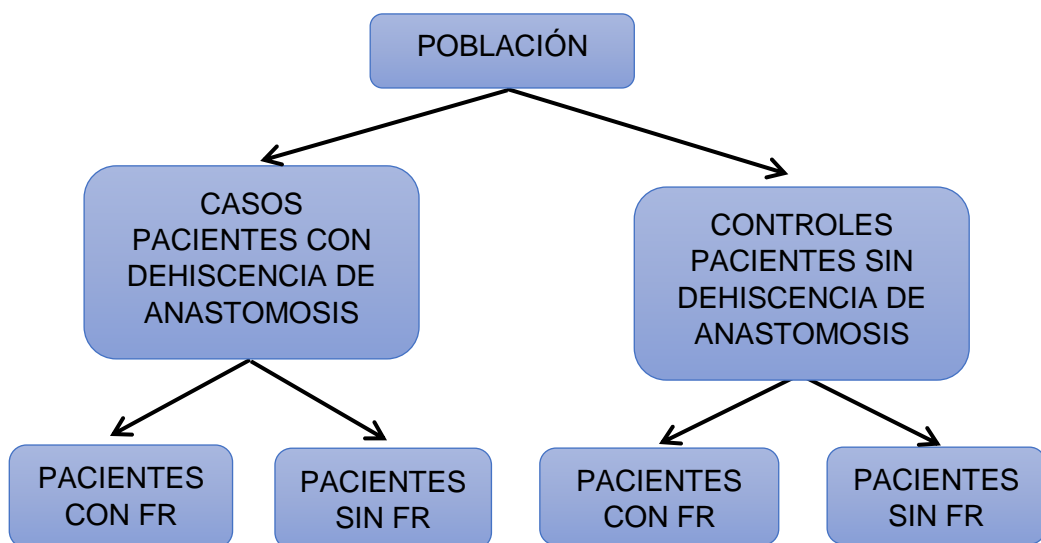 POBLACIÓN
CASOS
PACIENTES CON
DEHISCENCIA DE
ANASTOMOSIS
CONTROLES
PACIENTES SIN
DEHISCENCIA DE
ANASTOMOSIS
PACIENTES
CON FR
PACIENTES
SIN FR
PACIENTES
CON FR
PACIENTES
SIN FR